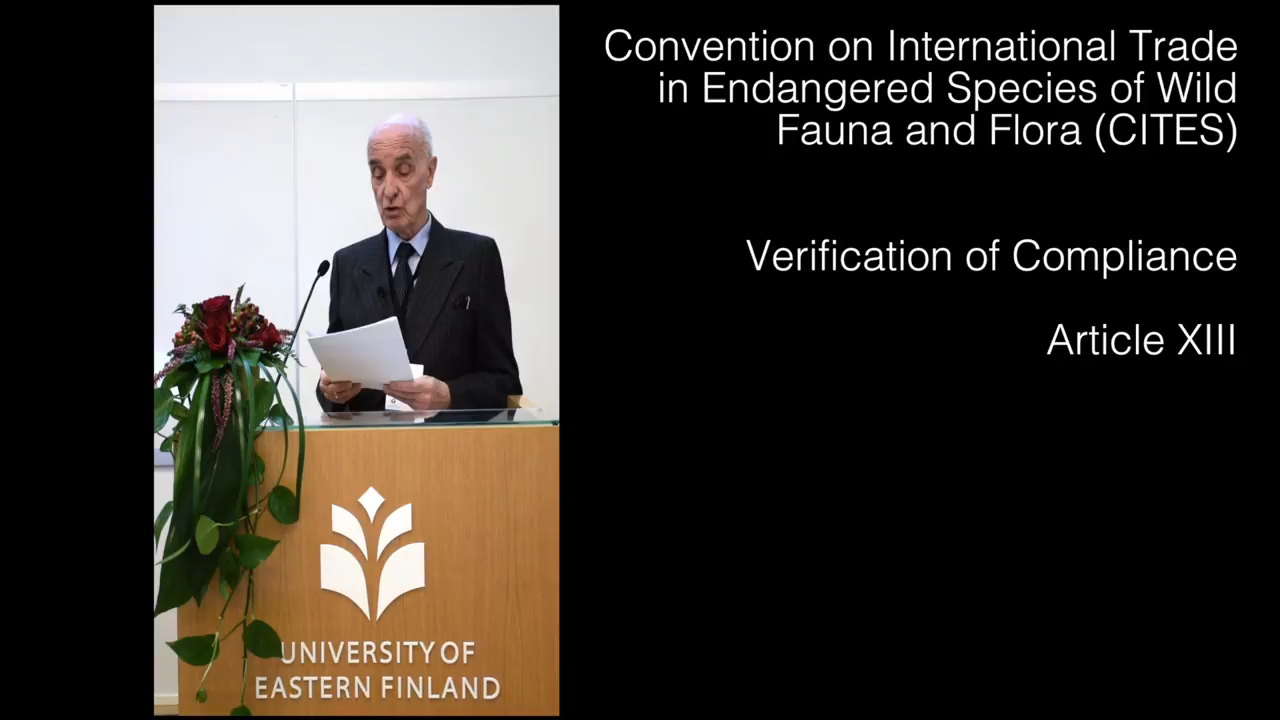 Convention on International Trade
in Endangered Species of Wild
Fauna and Flora (CITES)
Verification of Compliance
Article XIII
UNIVERSITY OF
EASTERN FINLAND